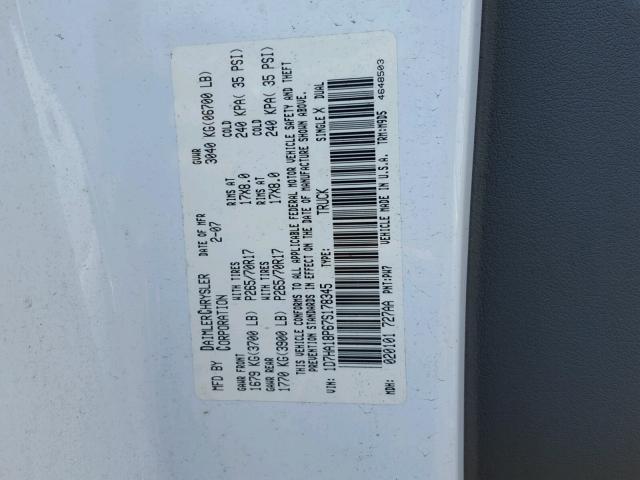 MFD BY DAIMLERCHRYSLER CORPORATION DATE OF MFR 2-07 GVWR 3040 KG(06700 LB)
GAWR FRONT WITH TIRES RIMS AT COLD
1679 KG(3700 LB) P265/70R17 17X8.0 240 KPA( 35 PSI)
GAWR REAR WITH TIRES RIMS AT COLD
1770 KG(3900 LB) P265/70R17 17X8.0 240 KPA( 35 PSI)
THIS VEHICLE CONFORMS TO ALL APPLICABLE FEDERAL MOTOR VEHICLE SAFETY AND THEFT
PREVENTION STANDARDS IN EFFECT ON THE DATE OF MANUFACTURE SHOWN ABOVE.
VIN: 1D7HA18P67S178345 TYPE: TRUCK SINGLE X DUAL
MDH: 020101 727AA PNT:PW7 VEHICLE MADE IN U.S.A. TRM:M9D5
4648503